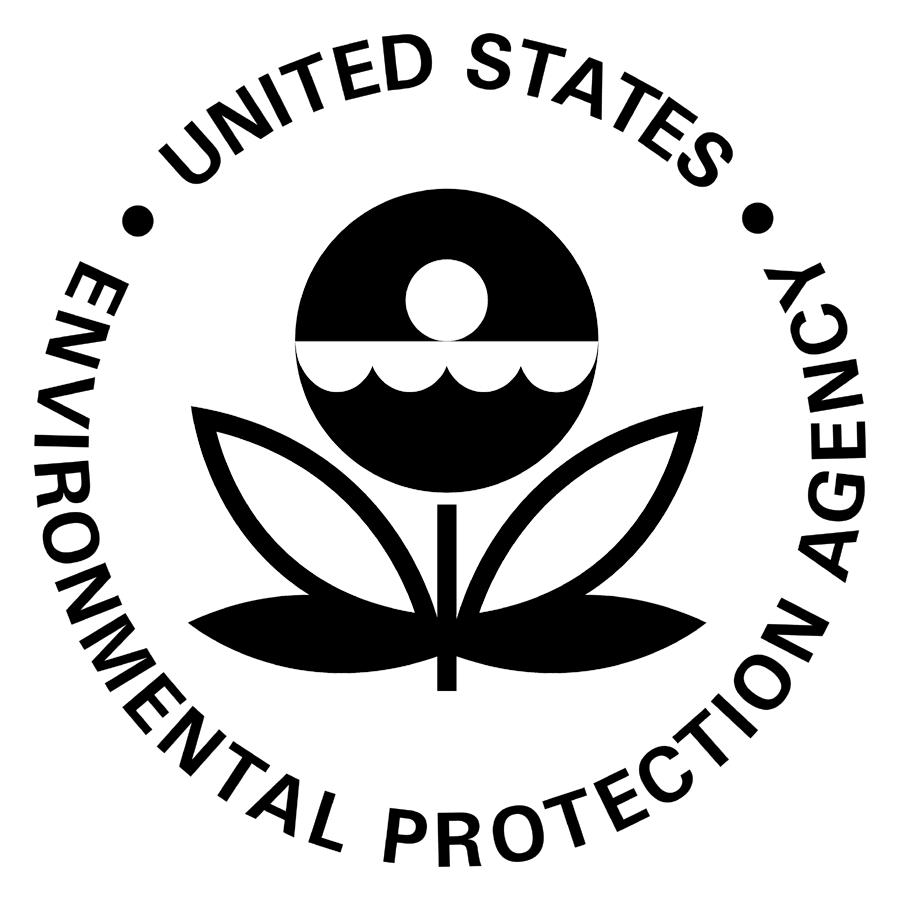 UNITED STATES
ENVIRONMENTAL PROTECTION AGENCY